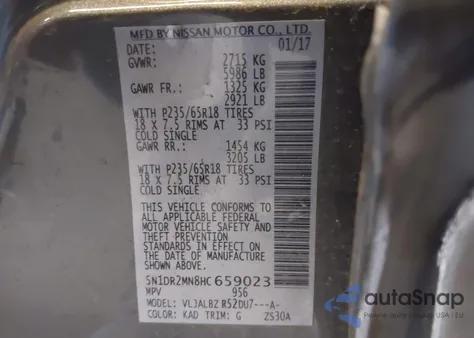 MFD BY NISSAN MOTOR CO., LTD.
DATE: 01/17
GVWR: 2715 KG
5986 LB
GAWR FR.: 1325 KG
2921 LB
WITH P235/65R18 TIRES
18 X 7.5 RIMS AT 33 PSI
COLD SINGLE
GAWR RR.: 1454 KG
3205 LB
WITH P235/65R18 TIRES
18 X 7.5 RIMS AT 33 PSI
COLD SINGLE
THIS VEHICLE CONFORMS TO
ALL APPLICABLE FEDERAL
MOTOR VEHICLE SAFETY
AND THEFT PREVENTION
STANDARDS IN EFFECT ON
THE DATE OF MANUFACTURE
SHOWN ABOVE.
5N1DR2MN8HC659023
MPV 956
MODEL: VLJALBZ R52DU7---A-
COLOR: KAD TRIM: G ZS30A
autoSnap